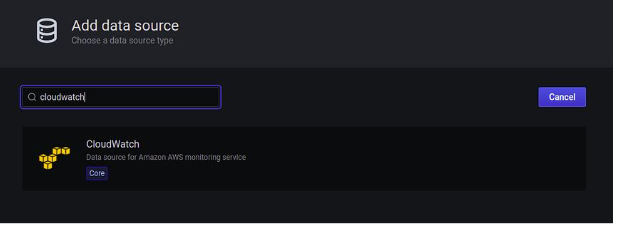 Add data source
Choose a data source type
cloudwatch
Cancel
CloudWatch
Data source for Amazon AWS monitoring service
Core